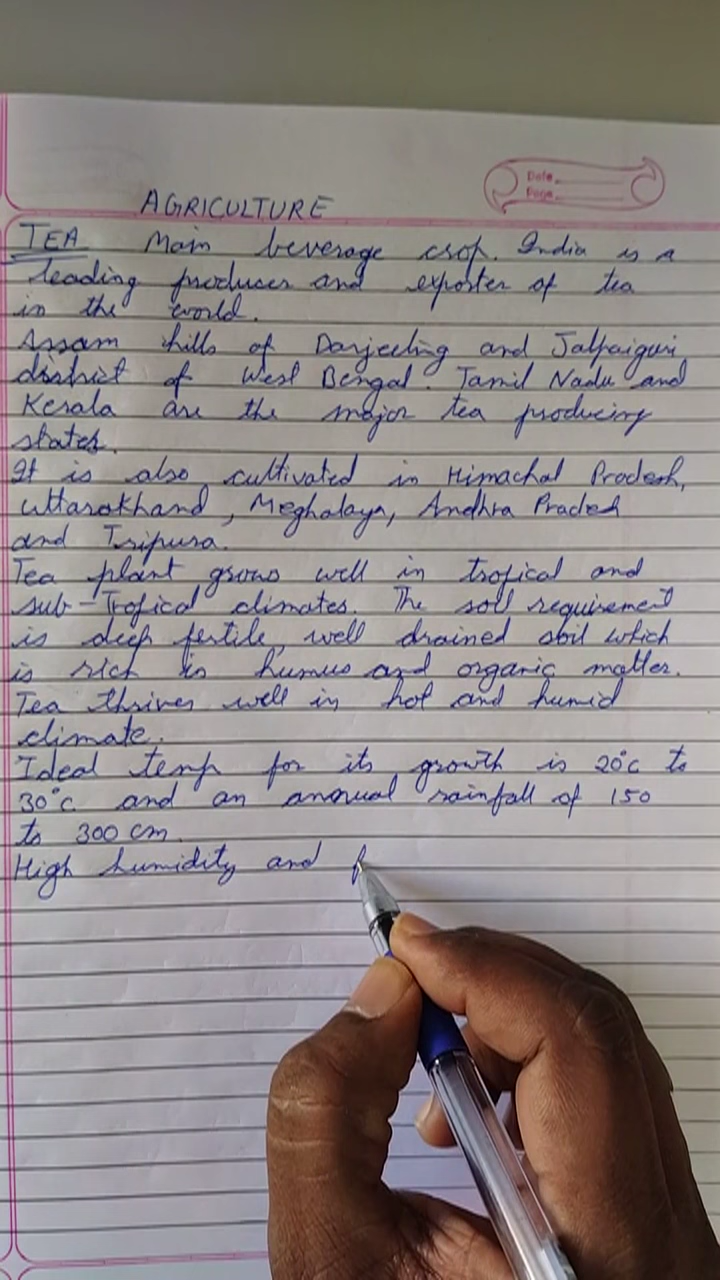 Date
Page
AGRICULTURE
TEA Main beverage crop. India is a
leading producer and exporter of tea
in the world.
Assam hills of Darjeeling and Jalpaiguri
district of West Bengal. Tamil Nadu and
Kerala are the major tea producing
states.
It is also cultivated in Himachal Pradesh,
Uttarakhand, Meghalaya, Andhra Pradesh
and Tripura.
Tea plant grows well in tropical and
sub-Tropical climates. The soil requirement
is deep fertile, well drained soil which
is rich in humus and organic matter.
Tea thrives well in hot and humid
climate.
Ideal temp for its growth is 20°c to
30°c and an annual rainfall of 150
to 300 cm.
High humidity and